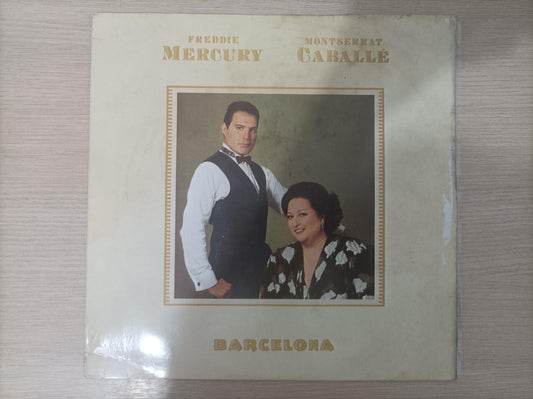 FREDDIE MONTSERRAT
MERCURY CABALLÉ
BARCELONA